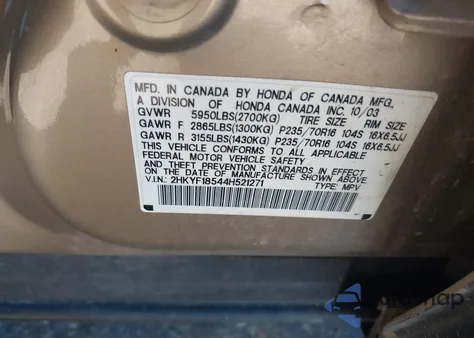 MFD. IN CANADA BY HONDA OF CANADA MFG.,
A DIVISION OF HONDA CANADA INC. 10/03
GVWR 5950LBS(2700KG) TIRE SIZE RIM SIZE
GAWR F 2865LBS(1300KG) P235/70R16 104S 16X6.5JJ
GAWR R 3155LBS(1430KG) P235/70R16 104S 16X6.5JJ
THIS VEHICLE CONFORMS TO ALL APPLICABLE
FEDERAL MOTOR VEHICLE SAFETY STANDARDS IN EFFECT
ON THE DATE OF MANUFACTURE SHOWN ABOVE.
V.I.N.: 2HKYF18544H521271 TYPE: MPV